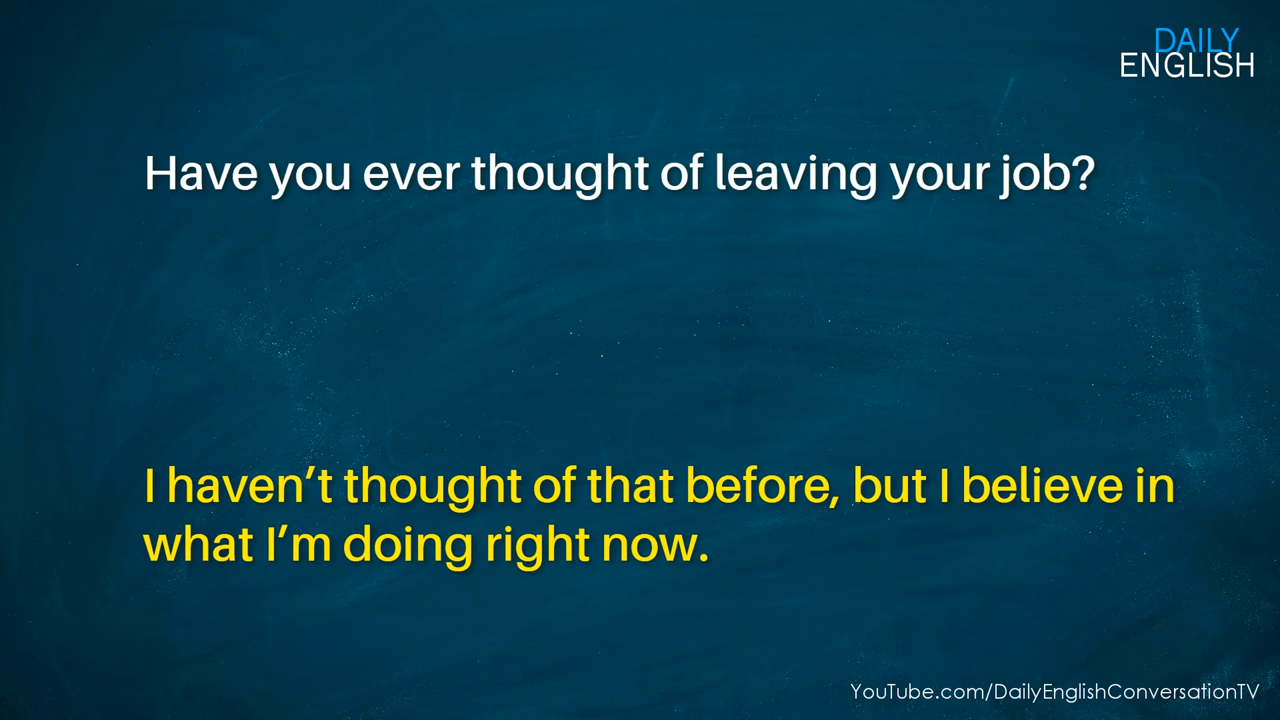 DAILY
ENGLISH
Have you ever thought of leaving your job?
I haven’t thought of that before, but I believe in
what I’m doing right now.
YouTube.com/DailyEnglishConversationTV